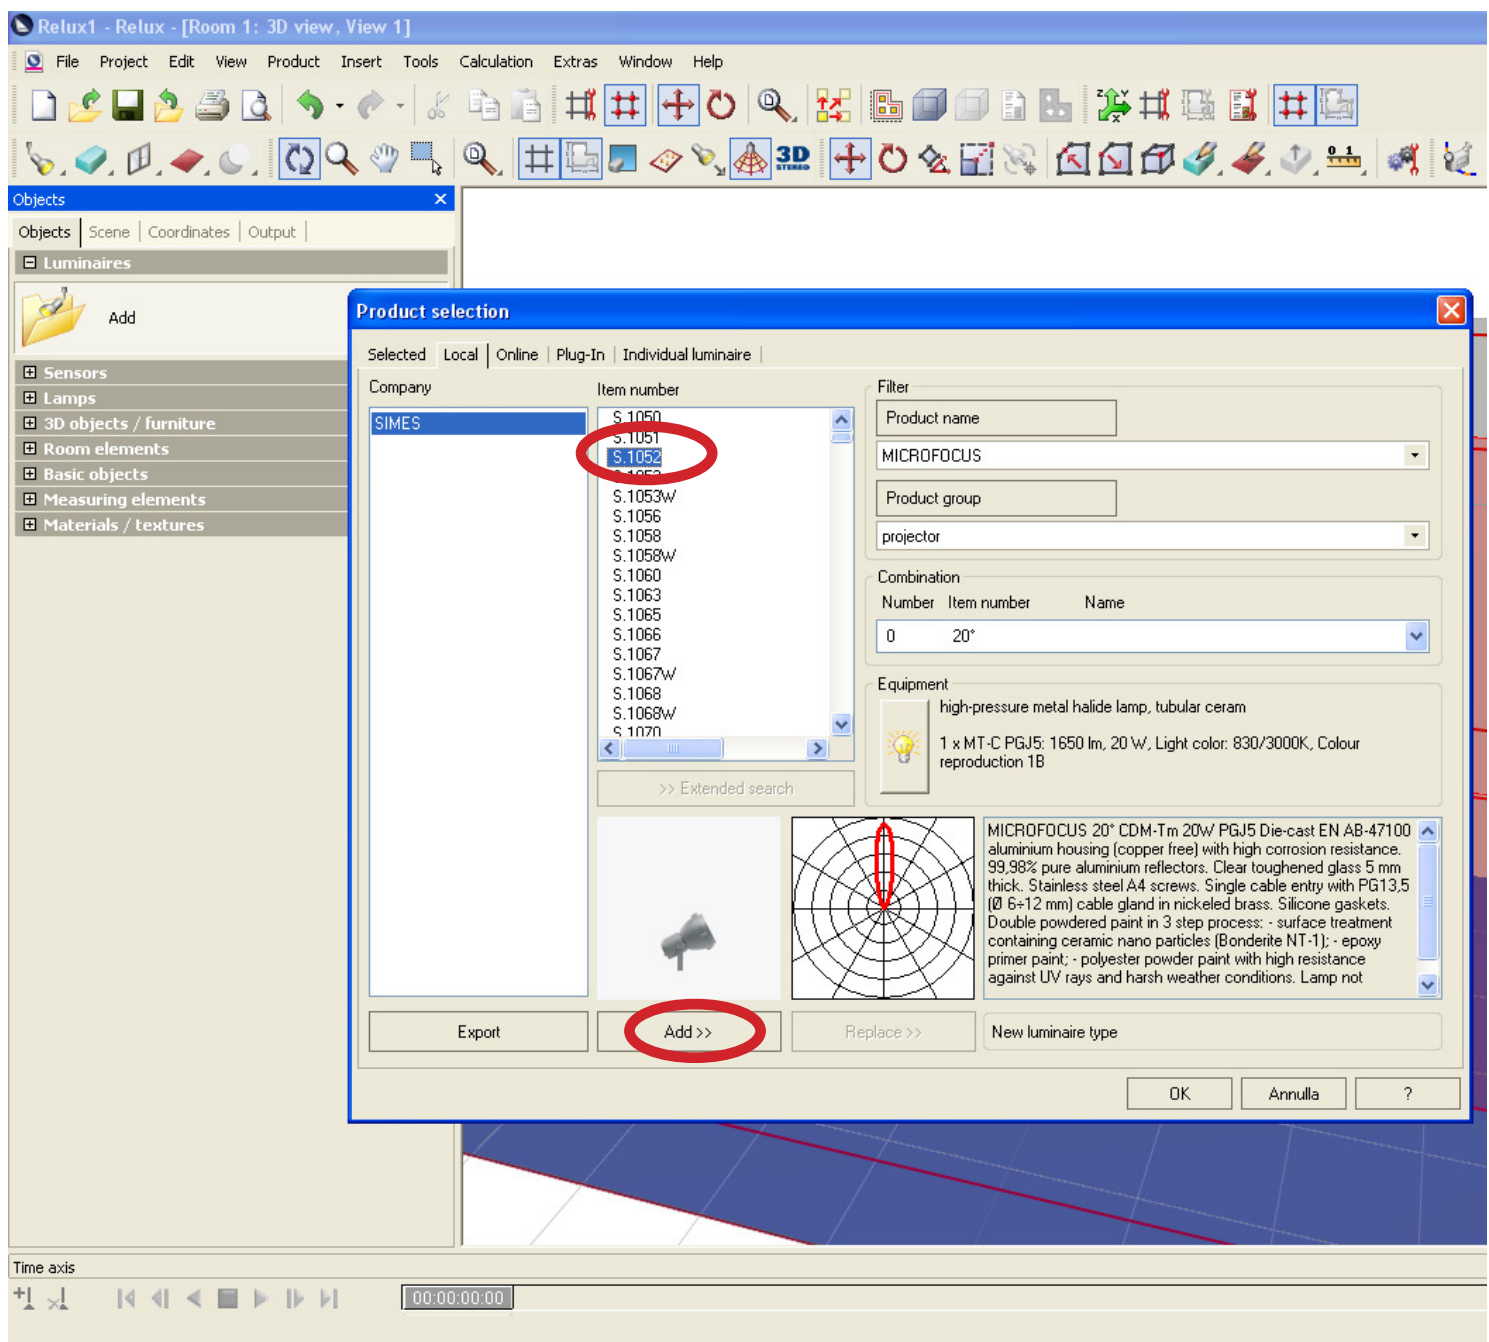 Relux1 - Relux - [Room 1: 3D view, View 1]
File Project Edit View Product Insert Tools Calculation Extras Window Help
3D
STEREO
0 1
Objects
Objects Scene Coordinates Output
Luminaires
Add
Sensors
Lamps
3D objects / furniture
Room elements
Basic objects
Measuring elements
Materials / textures
Product selection
Selected Local Online Plug-In Individual luminaire
Company
SIMES
Item number
S.1050
S.1051
S.1052
S.1053
S.1053W
S.1056
S.1058
S.1058W
S.1060
S.1063
S.1065
S.1066
S.1067
S.1067W
S.1068
S.1068W
S.1070
>> Extended search
Filter
Product name
MICROFOCUS
Product group
projector
Combination
Number Item number Name
0 20°
Equipment
high-pressure metal halide lamp, tubular ceram
1 x MT-C PGJ5: 1650 lm, 20 W, Light color: 830/3000K, Colour
reproduction 1B
MICROFOCUS 20° CDM-Tm 20W PGJ5 Die-cast EN AB-47100
aluminium housing (copper free) with high corrosion resistance.
99,98% pure aluminium reflectors. Clear toughened glass 5 mm
thick. Stainless steel A4 screws. Single cable entry with PG13,5
(Ø 6÷12 mm) cable gland in nickeled brass. Silicone gaskets.
Double powdered paint in 3 step process: - surface treatment
containing ceramic nano particles (Bonderite NT-1); - epoxy
primer paint; - polyester powder paint with high resistance
against UV rays and harsh weather conditions. Lamp not
Export
Add >>
Replace >>
New luminaire type
OK
Annulla
?
Time axis
00:00:00:00